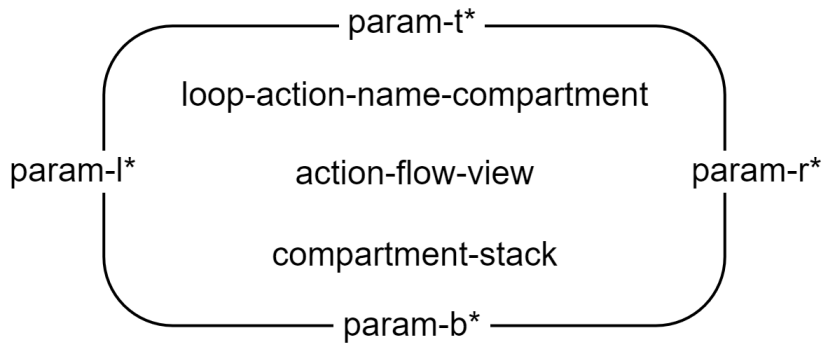 param-t*
loop-action-name-compartment
param-l*
action-flow-view
param-r*
compartment-stack
param-b*